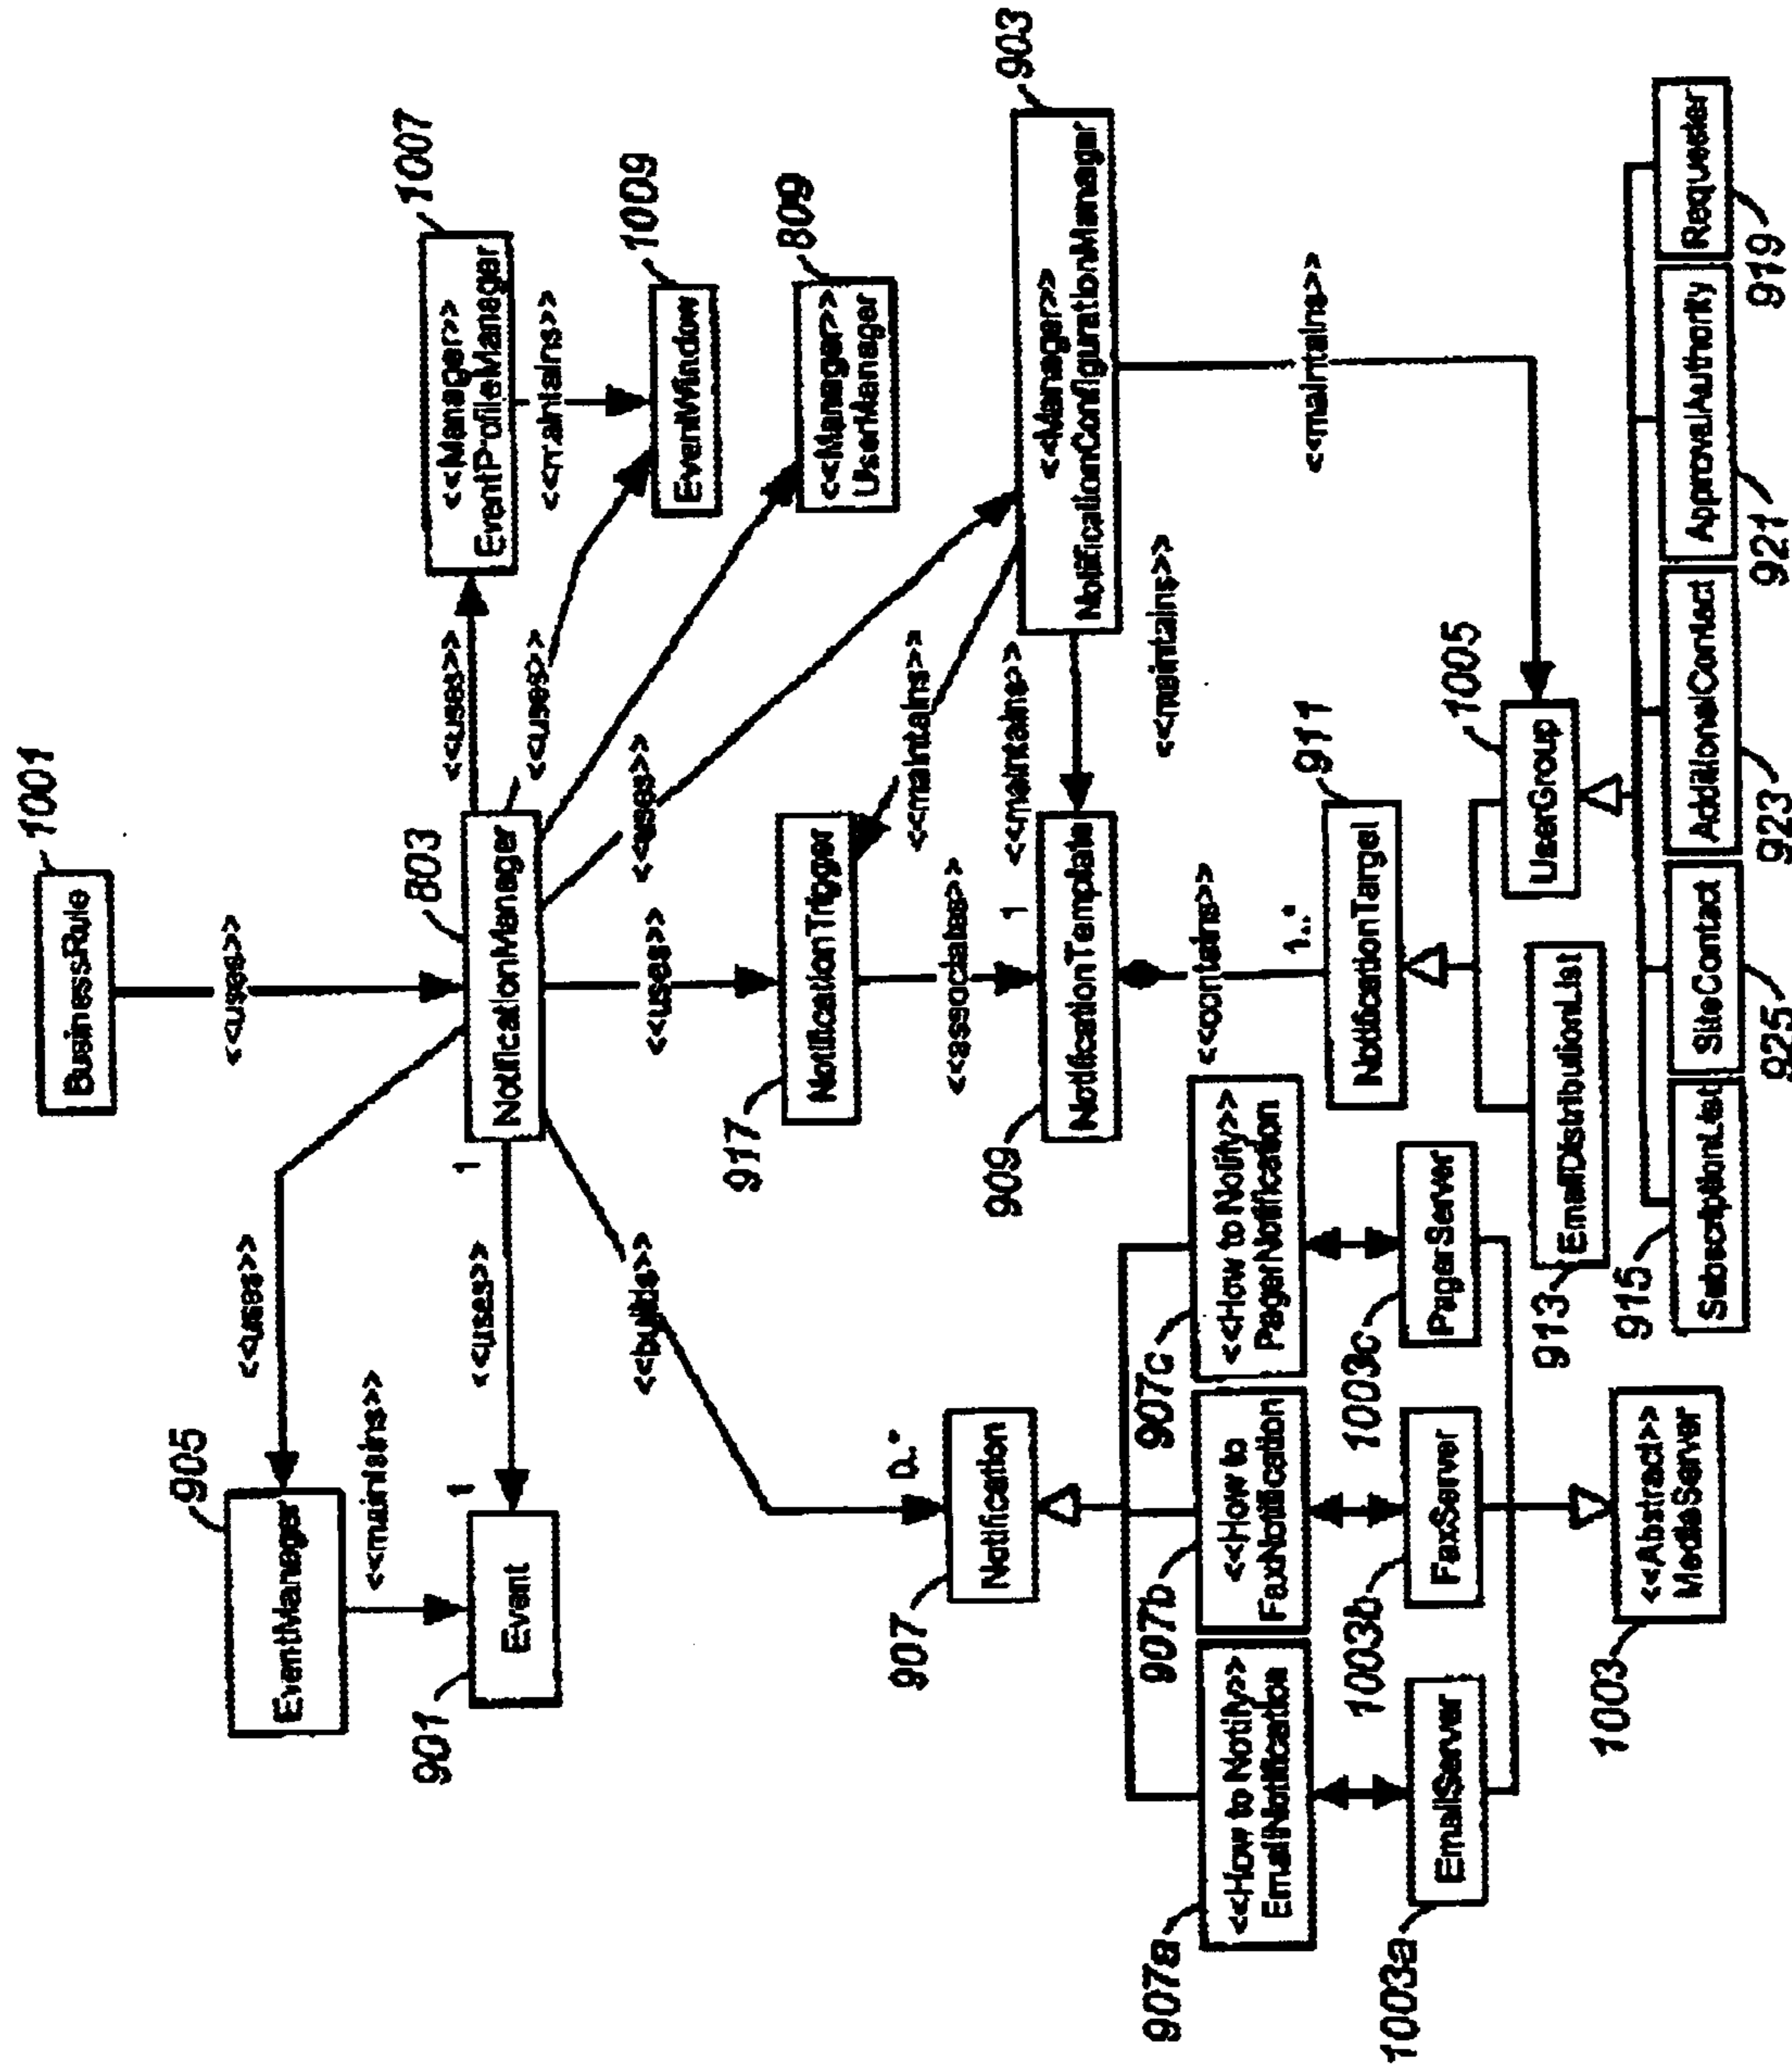 1001
BusinessRule
<<uses>>
905
EventManager
<<uses>>
803
NotificationManager
<<uses>>
<<Manager>>
EventProfileManager
1007
<<maintains>>
<<uses>>
1
<<maintains>>
EventWindow
1009
901
Event
1
<<uses>>
<<Manager>>
UserManager
809
<<builds>>
<<uses>>
<<uses>>
917
NotificationTrigger
<<maintains>>
<<associates>>
1
<<maintains>>
<<Manager>>
NotificationConfigurationManager
903
907
Notification
0..*
909
NotificationTemplate
<<maintains>>
<<maintains>>
<<contains>>
1..*
907a
<<How to Notify>>
EmailNotification
907b
<<How to
FaxNotification
907c
<<How to Notify>>
PagerNotification
NotificationTarget
911
1003a
EmailServer
1003b
FaxServer
1003c
PagerServer
913
EmailDistributionList
UserGroup
1005
1003
<<Abstract>>
MediaServer
915
SubscriptionList
SiteContact
925
AdditionalContact
923
ApprovalAuthority
921
Requester
919